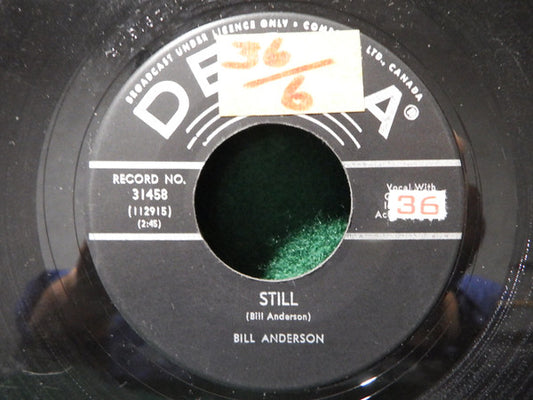 BROADCAST UNDER LICENCE ONLY • COM LTD., CANADA
DE A®
36/6
RECORD NO.
31458
(112915)
(2:45)
Vocal With
36
STILL
(Bill Anderson)
BILL ANDERSON